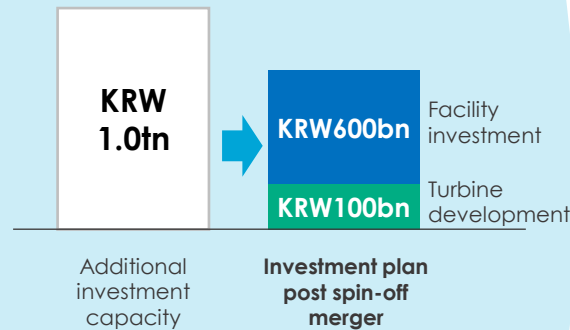 KRW
1.0tn
KRW600bn
Facility
investment
KRW100bn
Turbine
development
Additional
investment
capacity
Investment plan
post spin-off
merger